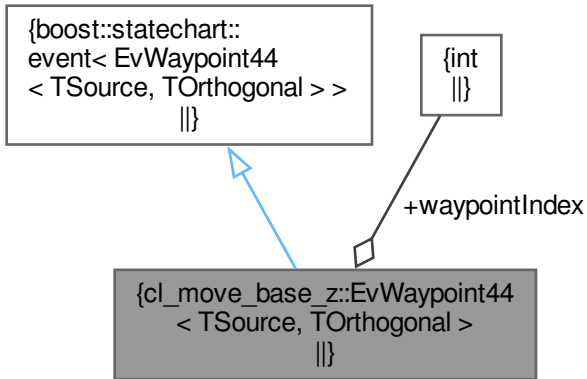 {boost::statechart::
event< EvWaypoint44
< TSource, TOrthogonal > >
||}
{int
||}
+waypointIndex
{cl_move_base_z::EvWaypoint44
< TSource, TOrthogonal >
||}